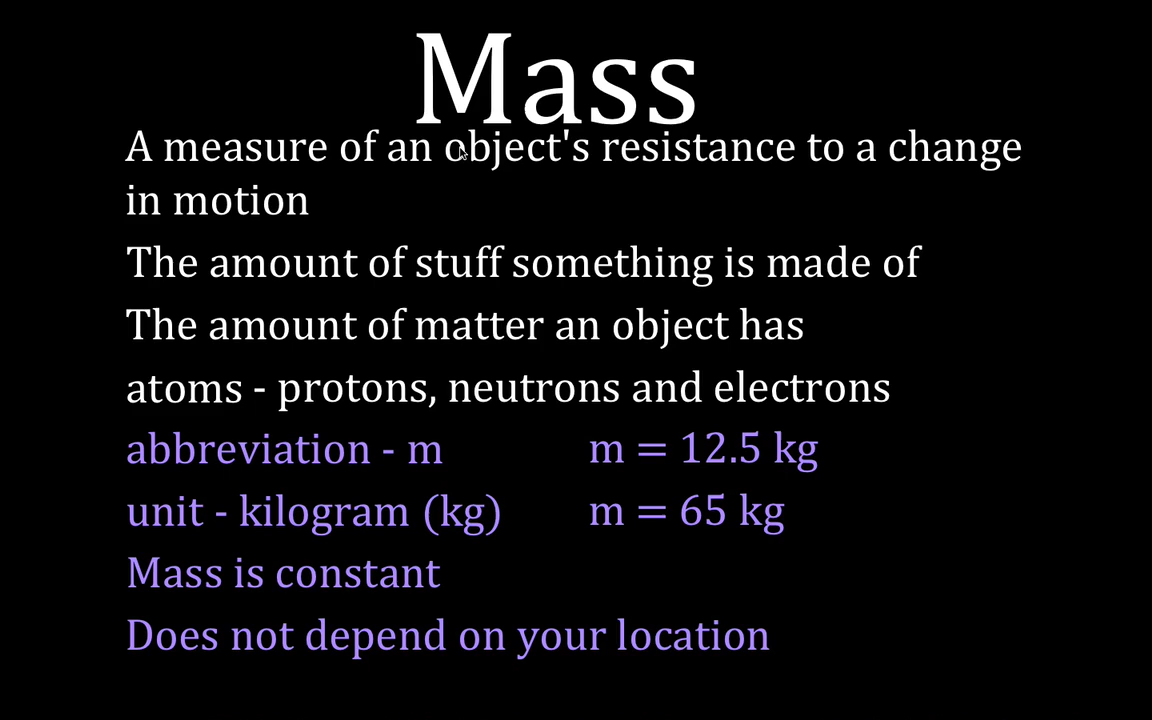 Mass
A measure of an object's resistance to a change
in motion
The amount of stuff something is made of
The amount of matter an object has
atoms - protons, neutrons and electrons
abbreviation - m m = 12.5 kg
unit - kilogram (kg) m = 65 kg
Mass is constant
Does not depend on your location